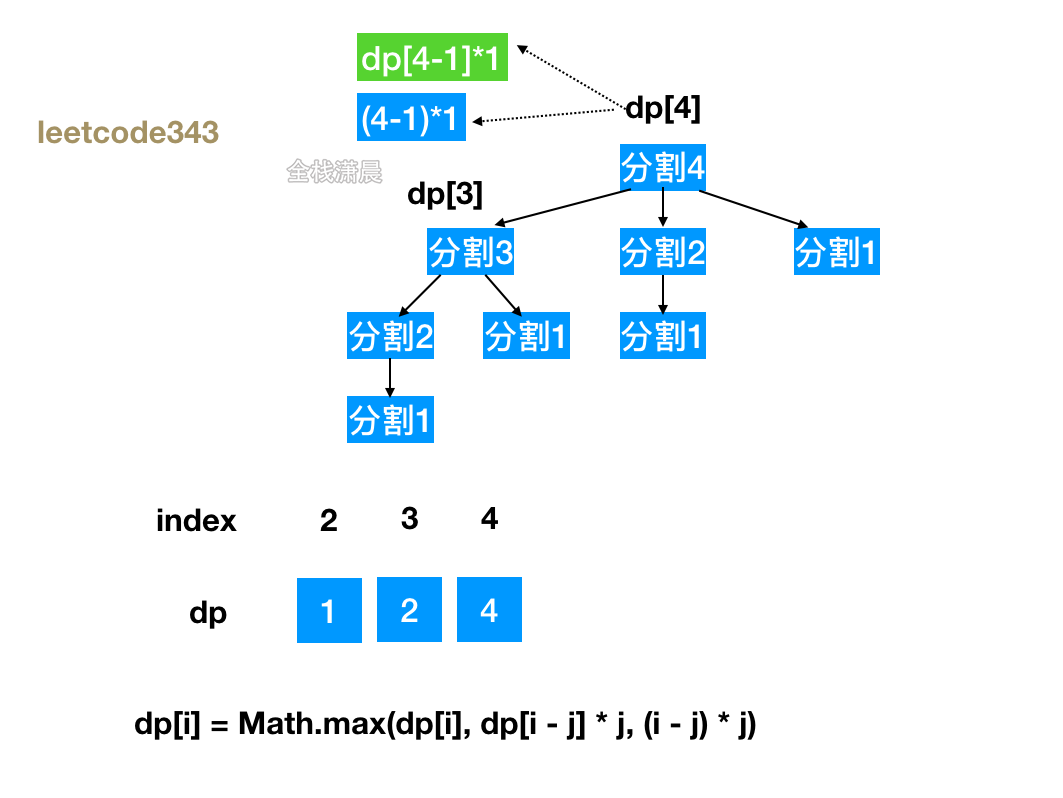 dp[4-1]*1
(4-1)*1
dp[4]
leetcode343
全栈潇晨
分割4
dp[3]
分割3 分割2 分割1
分割2 分割1 分割1
分割1
index 2 3 4
dp 1 2 4
dp[i] = Math.max(dp[i], dp[i - j] * j, (i - j) * j)